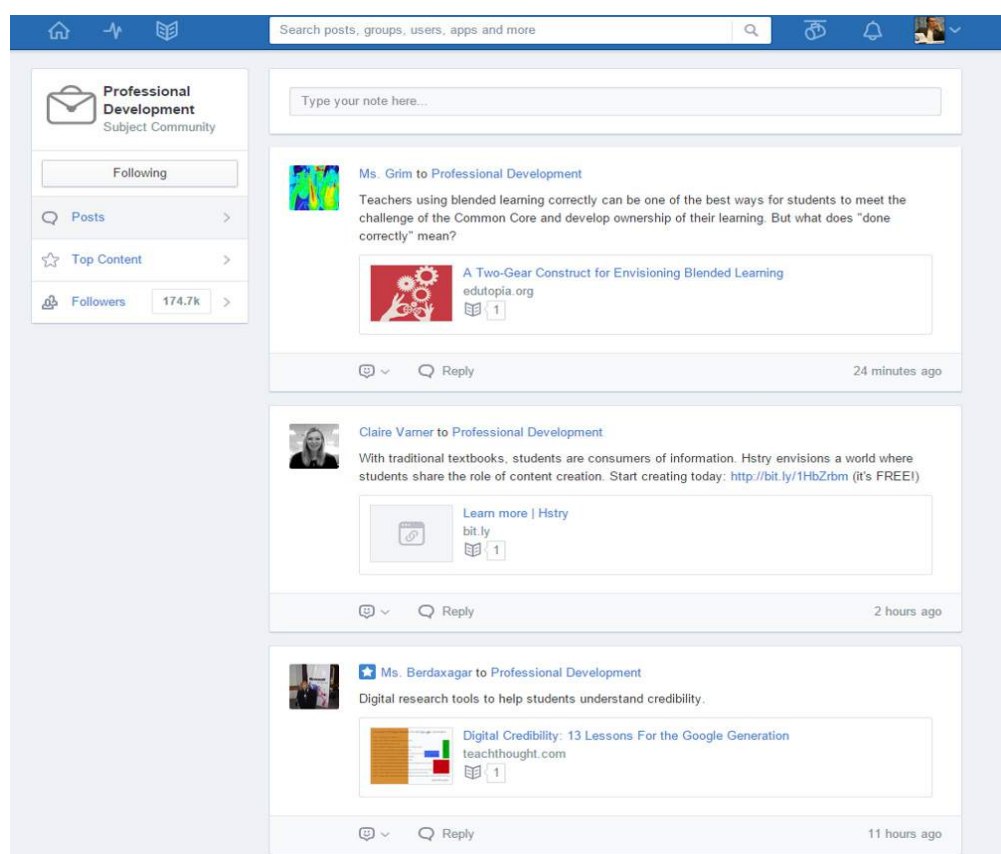 Search posts, groups, users, apps and more
Professional
Development
Subject Community
Following
Posts
Top Content
Followers 174.7k
Type your note here...
Ms. Grim to Professional Development
Teachers using blended learning correctly can be one of the best ways for students to meet the
challenge of the Common Core and develop ownership of their learning. But what does "done
correctly" mean?
A Two-Gear Construct for Envisioning Blended Learning
edutopia.org
1
Reply
24 minutes ago
Claire Varner to Professional Development
With traditional textbooks, students are consumers of information. Hstry envisions a world where
students share the role of content creation. Start creating today: http://bit.ly/1HbZrbm (it's FREE!)
Learn more | Hstry
bit.ly
1
Reply
2 hours ago
Ms. Berdaxagar to Professional Development
Digital research tools to help students understand credibility.
Digital Credibility: 13 Lessons For the Google Generation
teachthought.com
1
Reply
11 hours ago